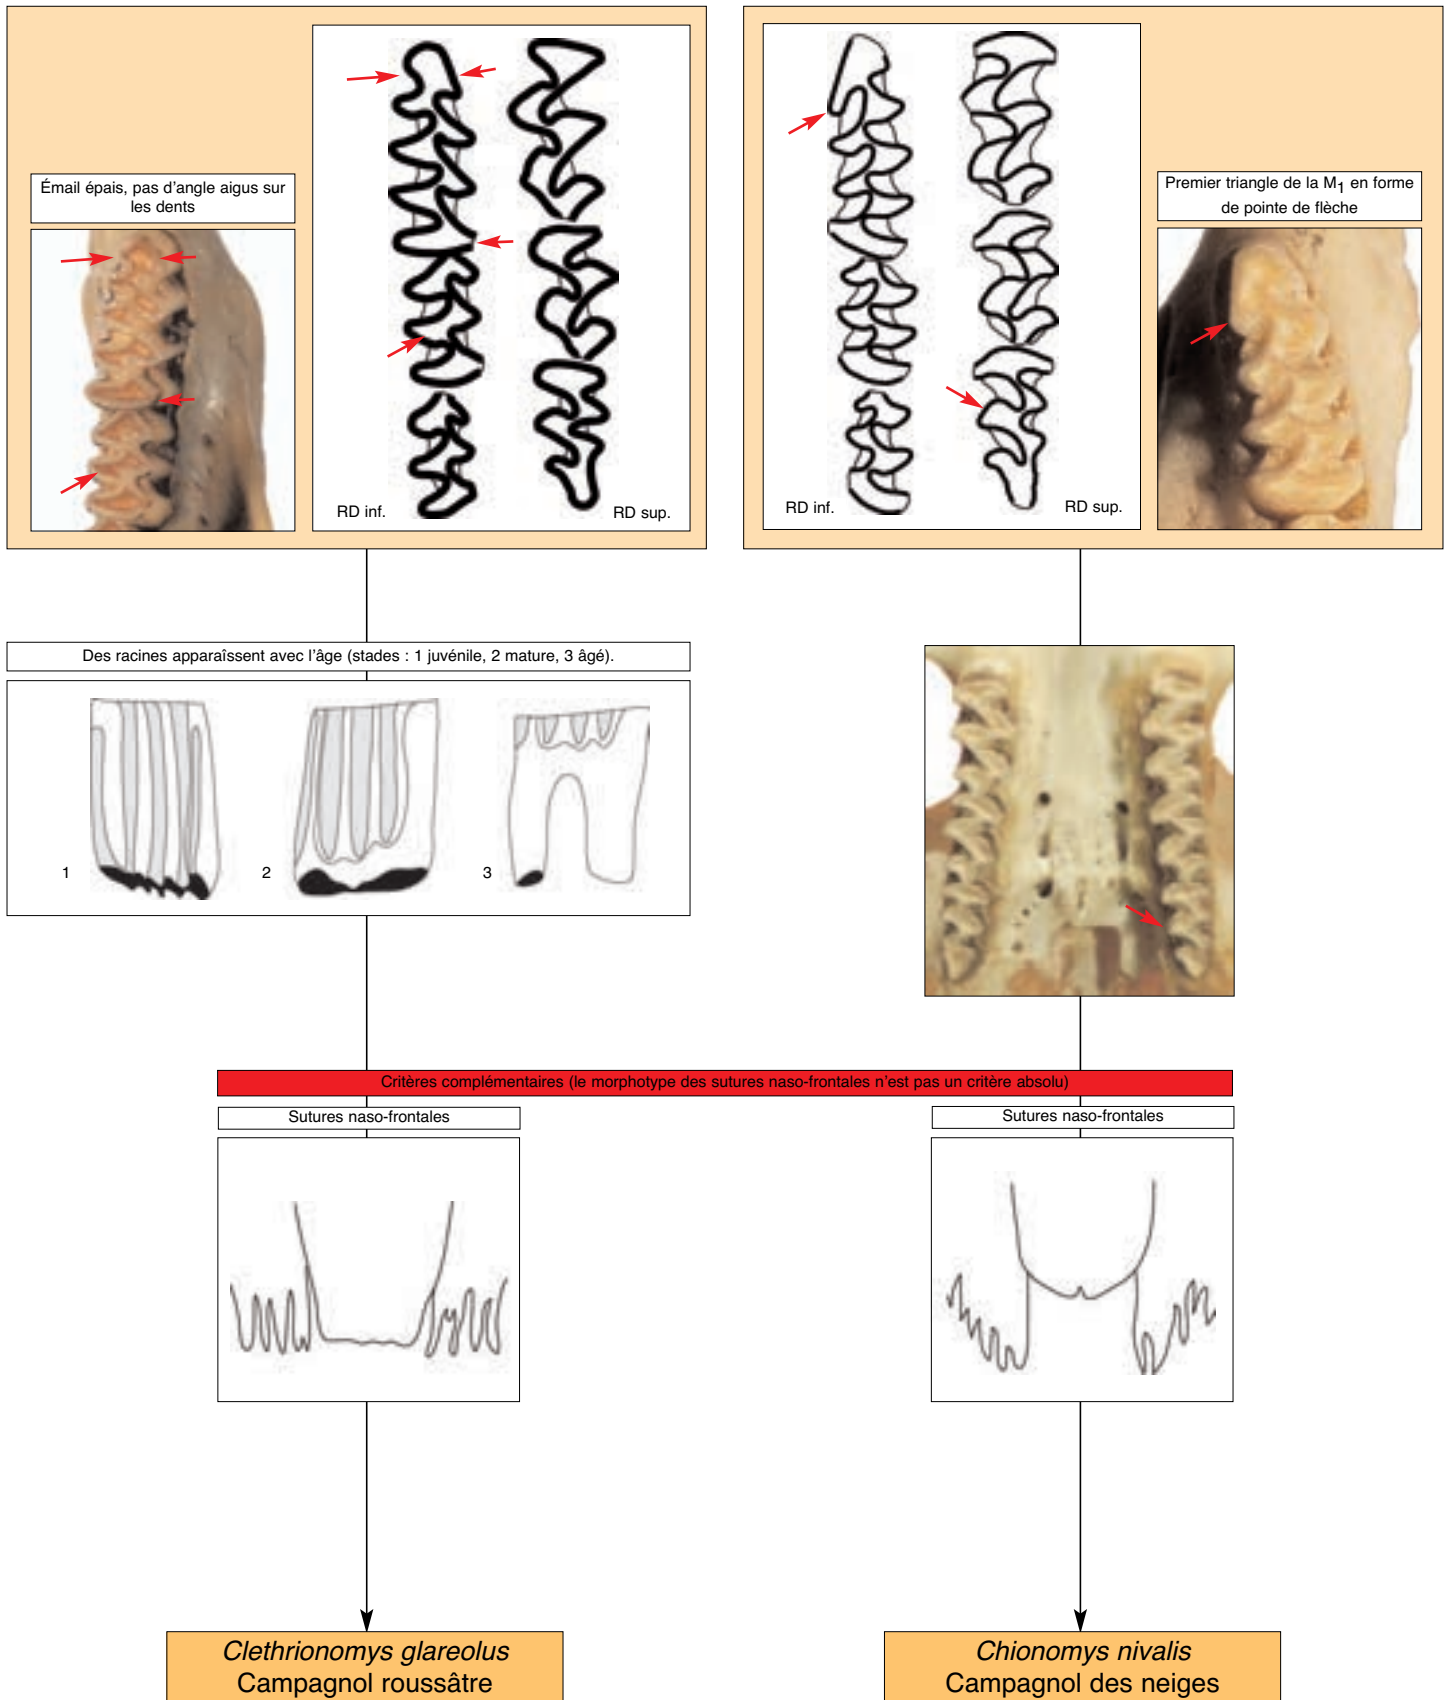 Émail épais, pas d'angle aigus sur
les dents
RD inf.
RD sup.
Premier triangle de la M1 en forme
de pointe de flèche
RD inf.
RD sup.
Des racines apparaîssent avec l'âge (stades : 1 juvénile, 2 mature, 3 âgé).
1
2
3
Critères complémentaires (le morphotype des sutures naso-frontales n'est pas un critère absolu)
Sutures naso-frontales
Sutures naso-frontales
Clethrionomys glareolus
Campagnol roussâtre
Chionomys nivalis
Campagnol des neiges